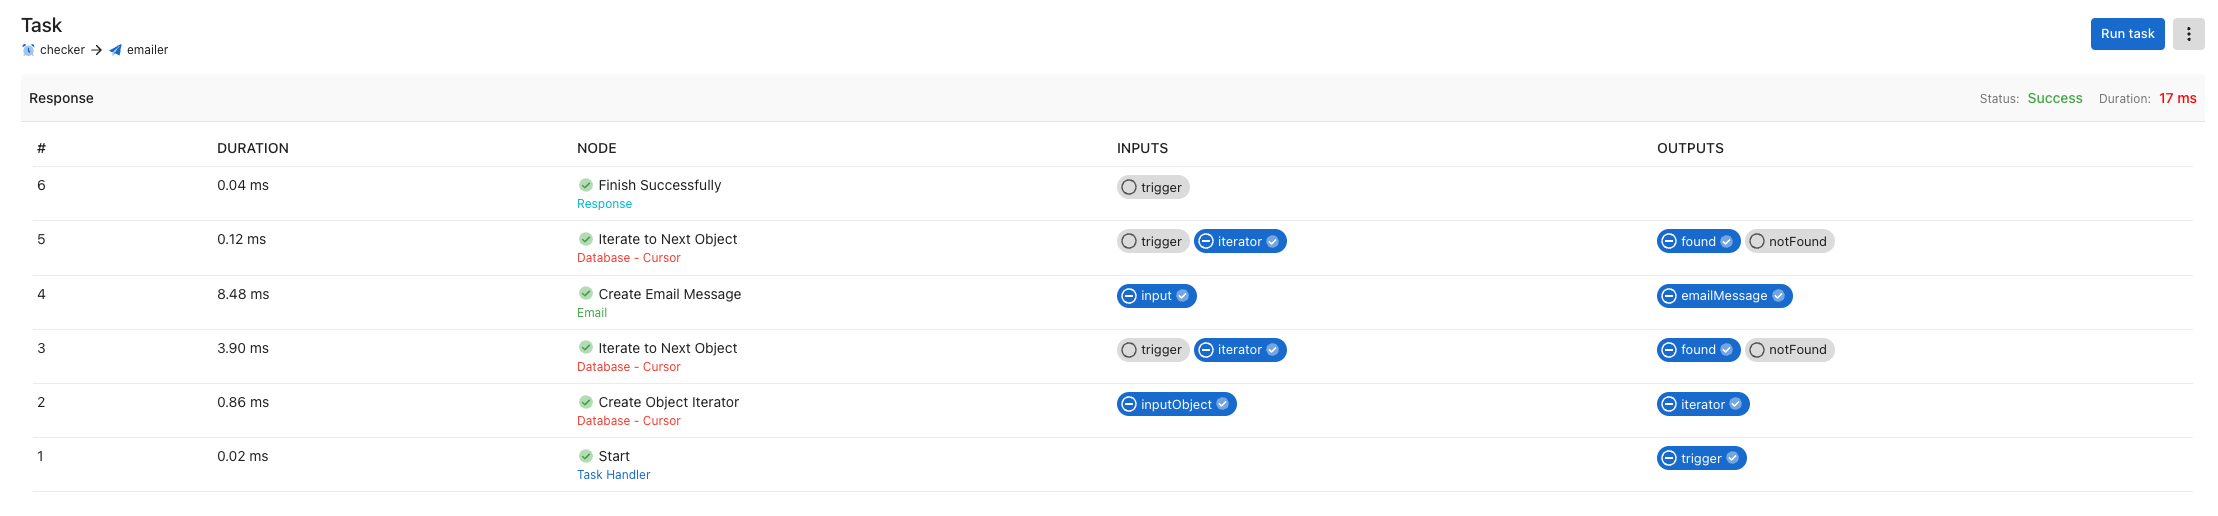 Task
checker → emailer
Run task
Response Status: Success Duration: 17 ms
# DURATION NODE INPUTS OUTPUTS
6 0.04 ms Finish Successfully trigger
Response
5 0.12 ms Iterate to Next Object trigger iterator found notFound
Database - Cursor
4 8.48 ms Create Email Message input emailMessage
Email
3 3.90 ms Iterate to Next Object trigger iterator found notFound
Database - Cursor
2 0.86 ms Create Object Iterator inputObject iterator
Database - Cursor
1 0.02 ms Start trigger
Task Handler